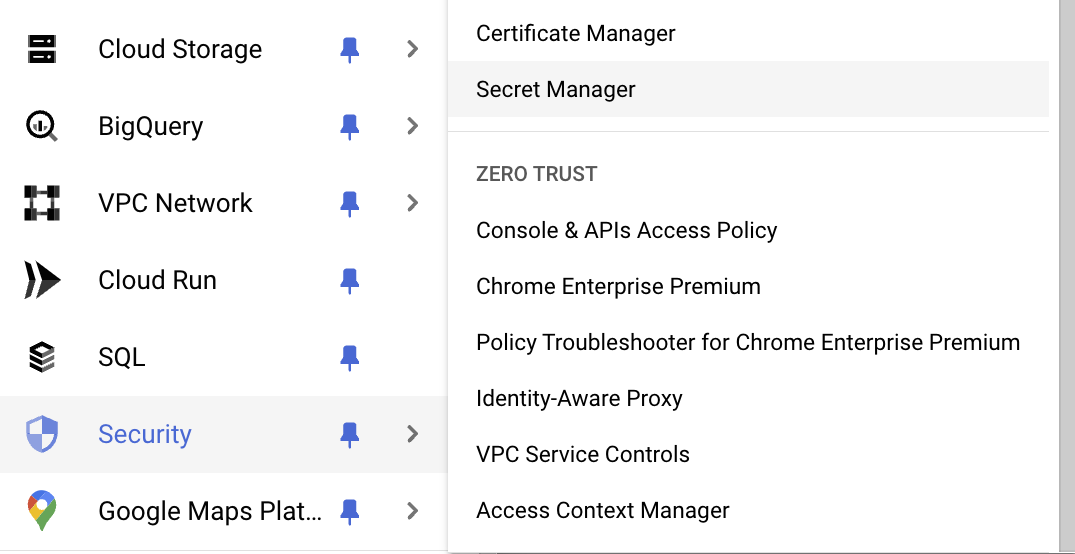 Cloud Storage
BigQuery
VPC Network
Cloud Run
SQL
Security
Google Maps Plat...
Certificate Manager
Secret Manager
ZERO TRUST
Console & APIs Access Policy
Chrome Enterprise Premium
Policy Troubleshooter for Chrome Enterprise Premium
Identity-Aware Proxy
VPC Service Controls
Access Context Manager